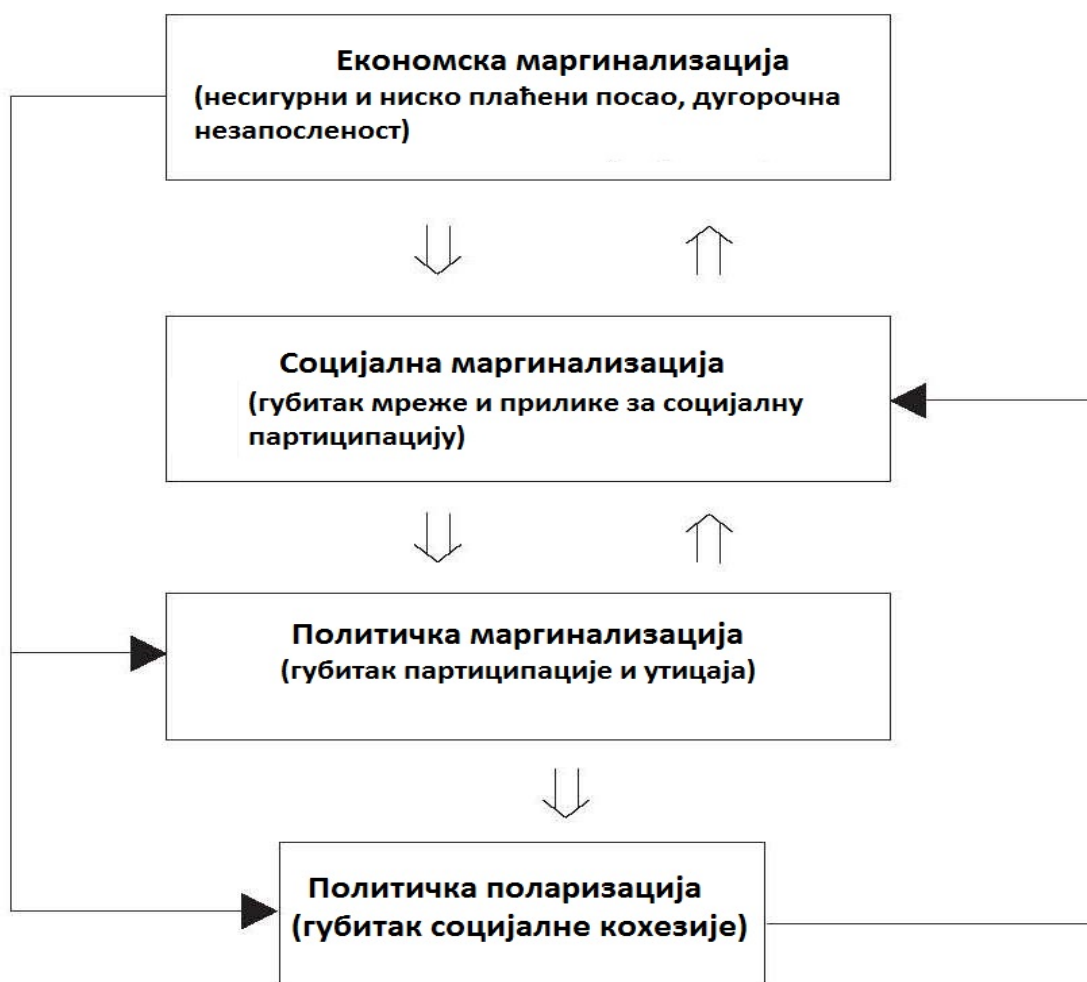 Економска маргинализација
(несигурни и ниско плаћени посао, дугорочна
незапосленост)
Социјална маргинализација
(губитак мреже и прилике за социјалну
партиципацију)
Политичка маргинализација
(губитак партиципације и утицаја)
Политичка поларизација
(губитак социјалне кохезије)